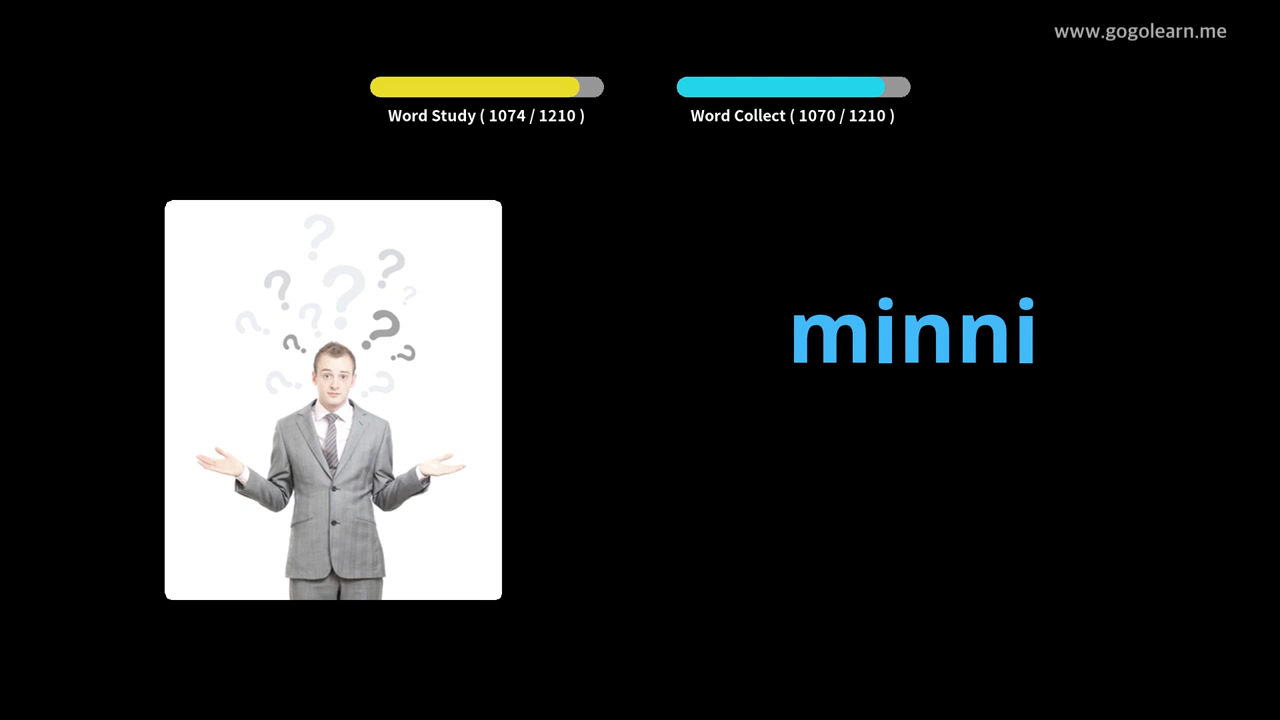 www.gogolearn.me
Word Study ( 1074 / 1210 )
Word Collect ( 1070 / 1210 )
? ? ? ? ? ? ? ? ? ? ? ?
minni